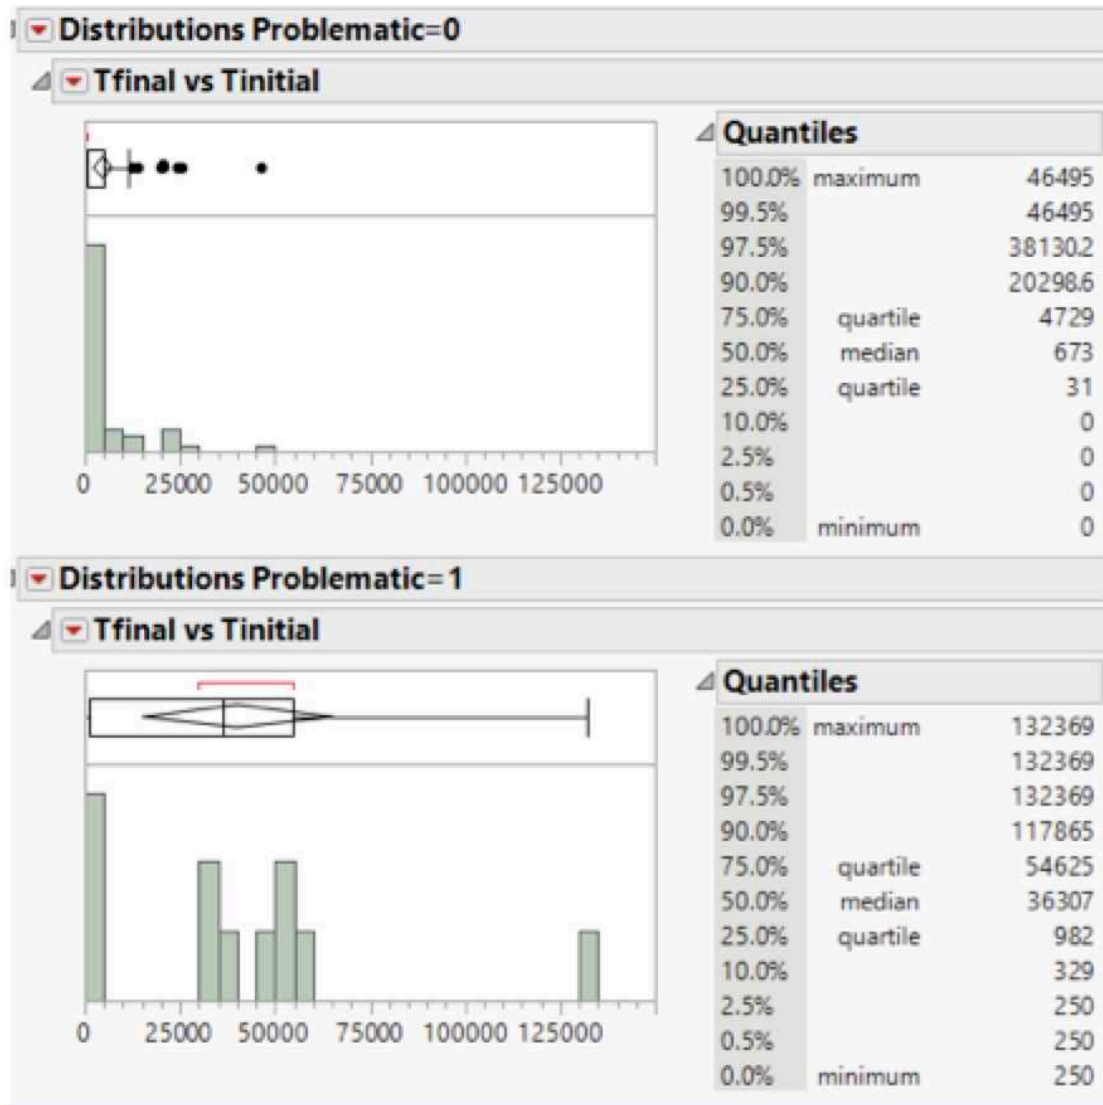 Distributions Problematic=0
Tfinal vs Tinitial
Quantiles
100.0% maximum 46495
99.5% 46495
97.5% 38130.2
90.0% 20298.6
75.0% quartile 4729
50.0% median 673
25.0% quartile 31
10.0% 0
2.5% 0
0.5% 0
0.0% minimum 0
0 25000 50000 75000 100000 125000
Distributions Problematic=1
Tfinal vs Tinitial
Quantiles
100.0% maximum 132369
99.5% 132369
97.5% 132369
90.0% 117865
75.0% quartile 54625
50.0% median 36307
25.0% quartile 982
10.0% 329
2.5% 250
0.5% 250
0.0% minimum 250
0 25000 50000 75000 100000 125000